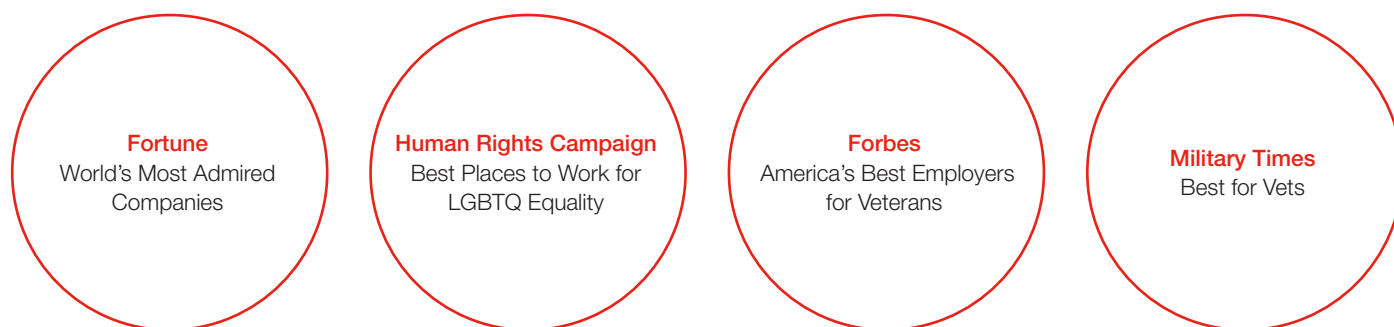 Fortune
World’s Most Admired
Companies
Human Rights Campaign
Best Places to Work for
LGBTQ Equality
Forbes
America’s Best Employers
for Veterans
Military Times
Best for Vets